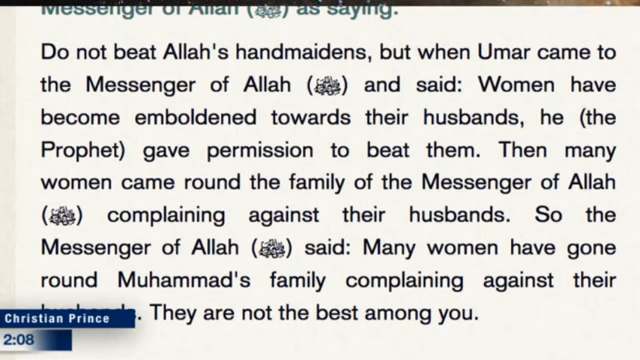 Messenger of Allah (ﷺ) as saying:
Do not beat Allah's handmaidens, but when Umar came to
the Messenger of Allah (ﷺ) and said: Women have
become emboldened towards their husbands, he (the
Prophet) gave permission to beat them. Then many
women came round the family of the Messenger of Allah
(ﷺ) complaining against their husbands. So the
Messenger of Allah (ﷺ) said: Many women have gone
round Muhammad's family complaining against their
husbands. They are not the best among you.
Christian Prince
2:08